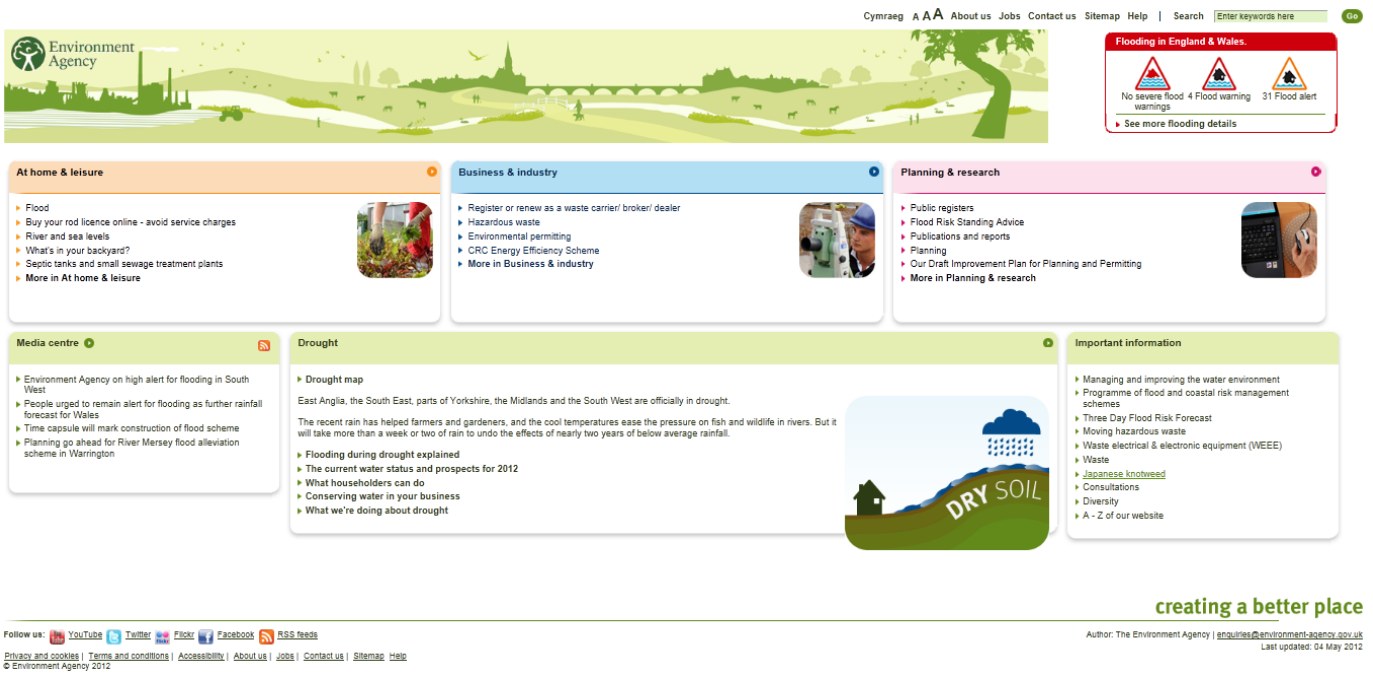 Cymraeg A A A About us Jobs Contact us Sitemap Help | Search Enter keywords here Go
Environment
Agency
Flooding in England & Wales.
No severe flood warnings
4 Flood warning
31 Flood alert
See more flooding details
At home & leisure
Flood
Buy your rod licence online - avoid service charges
River and sea levels
What's in your backyard?
Septic tanks and small sewage treatment plants
More in At home & leisure
Business & industry
Register or renew as a waste carrier/ broker/ dealer
Hazardous waste
Environmental permitting
CRC Energy Efficiency Scheme
More in Business & industry
Planning & research
Public registers
Flood Risk Standing Advice
Publications and reports
Planning
Our Draft Improvement Plan for Planning and Permitting
More in Planning & research
Media centre
Environment Agency on high alert for flooding in South
West
People urged to remain alert for flooding as further rainfall
forecast for Wales
Time capsule will mark construction of flood scheme
Planning go ahead for River Mersey flood alleviation
scheme in Warrington
Drought
Drought map
East Anglia, the South East, parts of Yorkshire, the Midlands and the South West are officially in drought.
The recent rain has helped farmers and gardeners, and the cool temperatures ease the pressure on fish and wildlife in rivers. But it
will take more than a week or two of rain to undo the effects of nearly two years of below average rainfall.
Flooding during drought explained
The current water status and prospects for 2012
What householders can do
Conserving water in your business
What we're doing about drought
DRY SOIL
Important information
Managing and improving the water environment
Programme of flood and coastal risk management
schemes
Three Day Flood Risk Forecast
Moving hazardous waste
Waste electrical & electronic equipment (WEEE)
Waste
Japanese knotweed
Consultations
Diversity
A - Z of our website
creating a better place
Follow us: YouTube Twitter Flickr Facebook RSS feeds
Author: The Environment Agency | enquiries@environment-agency.gov.uk
Last updated: 04 May 2012
Privacy and cookies | Terms and conditions | Accessibility | About us | Jobs | Contact us | Sitemap Help
© Environment Agency 2012